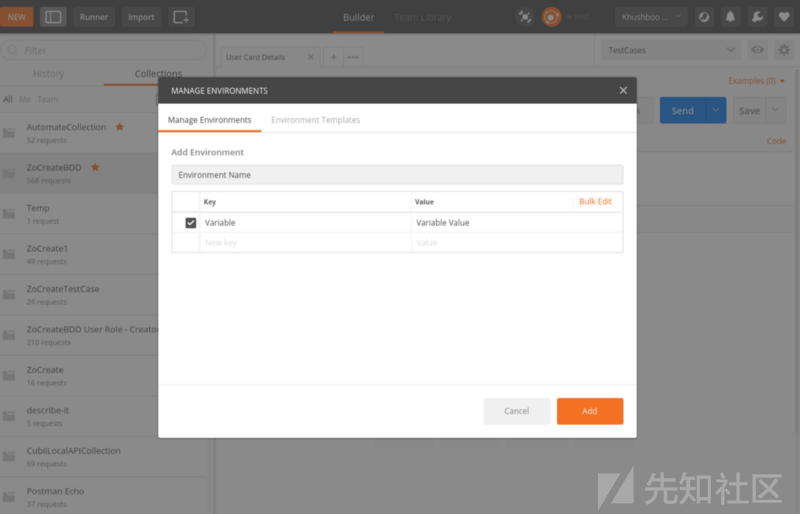 NEW
Runner
Import
Builder
Team Library
IN SYNC
Khushboo ...
Filter
User Card Details
TestCases
History
Collections
Examples (0)
All Me Team
MANAGE ENVIRONMENTS
Send
Save
Manage Environments
Environment Templates
Code
AutomateCollection
52 requests
Add Environment
ZoCreateBDD
568 requests
Environment Name
Key
Value
Bulk Edit
Temp
1 request
Variable
Variable Value
New key
Value
ZoCreate1
49 requests
ZoCreateTestCase
24 requests
ZoCreateBDD User Role - Creator
210 requests
ZoCreate
16 requests
describe-it
5 requests
Cancel
Add
CubiiLocalAPICollection
69 requests
Postman Echo
37 requests
先知社区